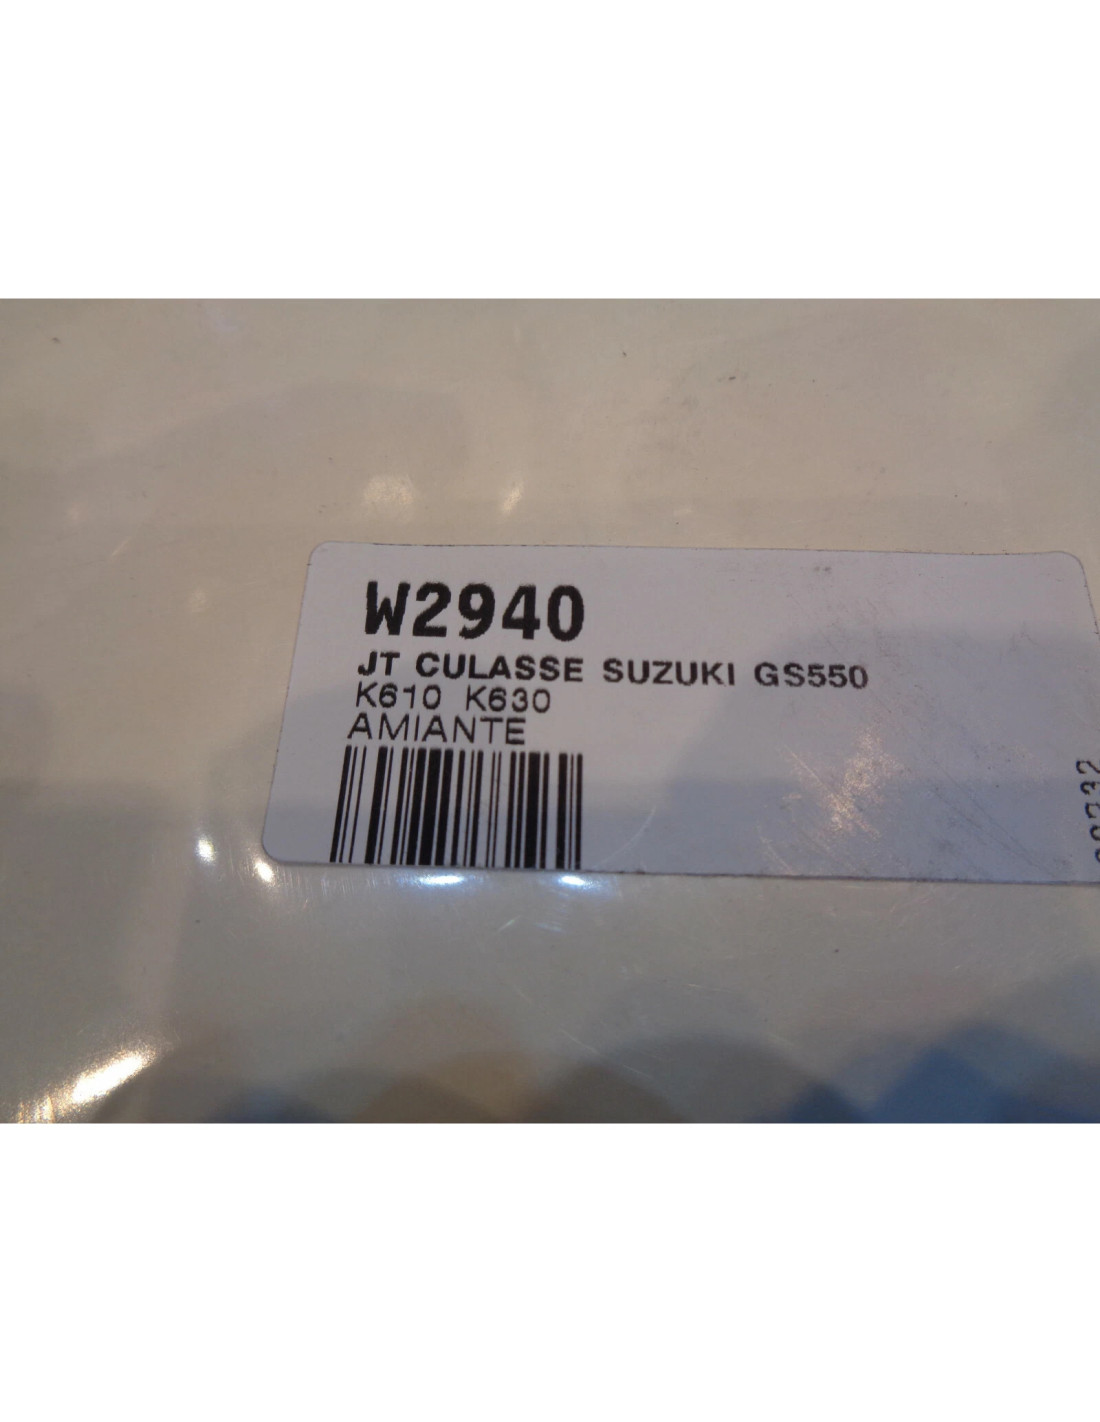 W2940
JT CULASSE SUZUKI GS550
K610 K630
AMIANTE